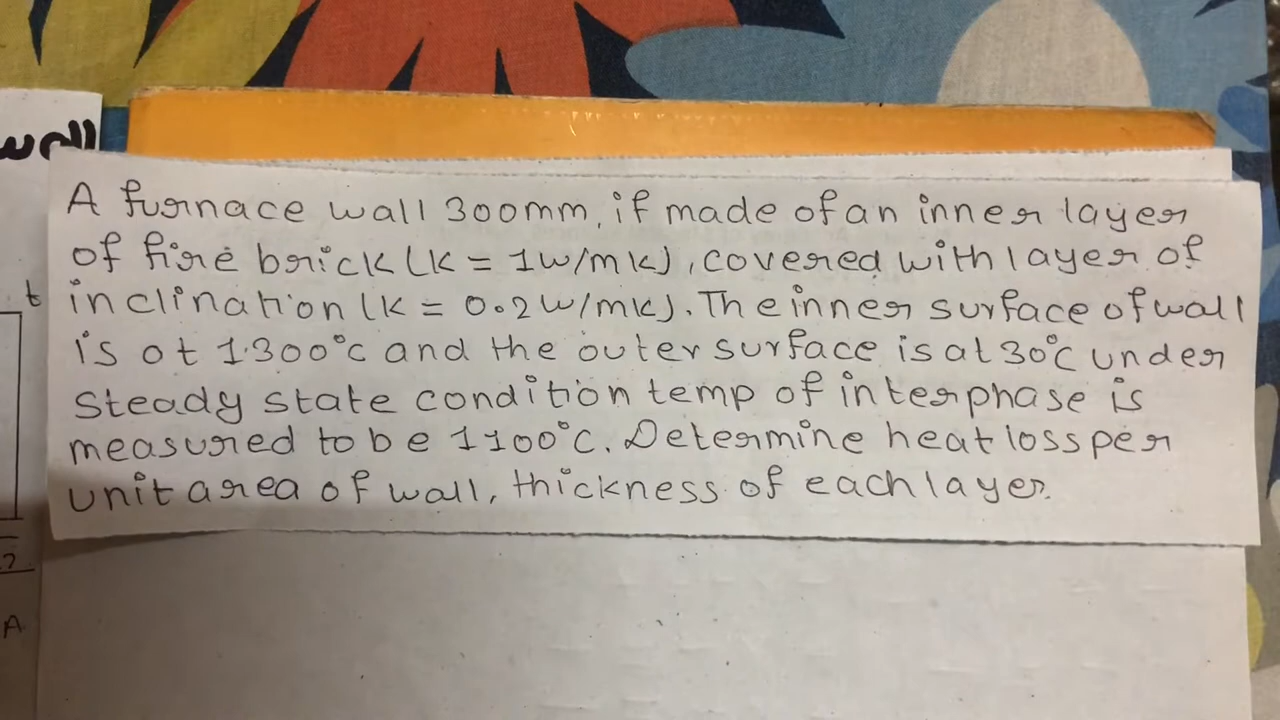 wall
A furnace wall 300mm, if made of an inner layer
of fire brick (k = 1w/mk), covered with layer of
t
inclination (k = 0.2w/mk). The inner surface of wall
is at 1300°c and the outer surface is at 30°c under
steady state condition temp of interphase is
measured to be 1100°c. Determine heat loss per
unit area of wall, thickness of each layer.
2
A